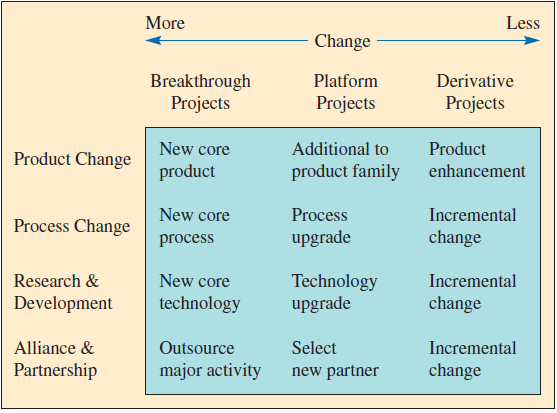 More Less
Change
Breakthrough Platform Derivative
Projects Projects Projects
Product Change New core Additional to Product
product product family enhancement
Process Change New core Process Incremental
process upgrade change
Research & New core Technology Incremental
Development technology upgrade change
Alliance & Outsource Select Incremental
Partnership major activity new partner change